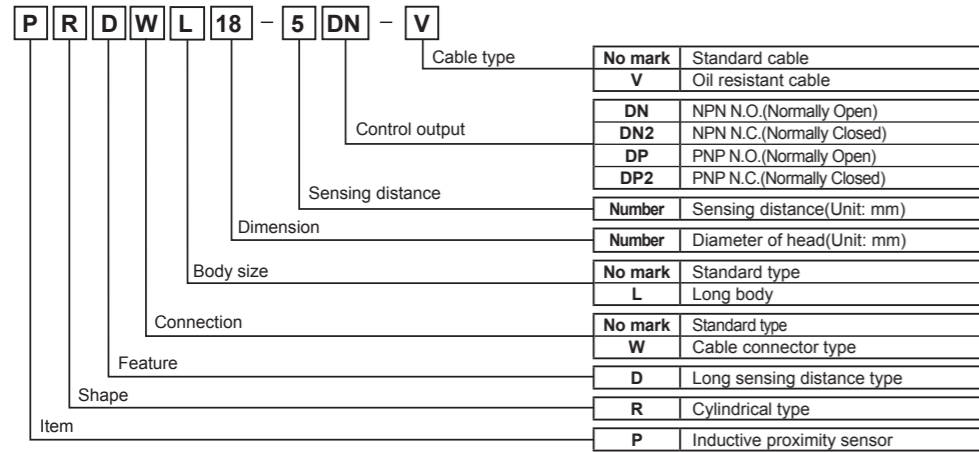 P R D W L 18 - 5 DN - V
Cable type No mark Standard cable
V Oil resistant cable
DN NPN N.O.(Normally Open)
Control output DN2 NPN N.C.(Normally Closed)
DP PNP N.O.(Normally Open)
DP2 PNP N.C.(Normally Closed)
Sensing distance Number Sensing distance(Unit: mm)
Dimension Number Diameter of head(Unit: mm)
Body size No mark Standard type
L Long body
Connection No mark Standard type
W Cable connector type
Feature D Long sensing distance type
Shape R Cylindrical type
Item P Inductive proximity sensor